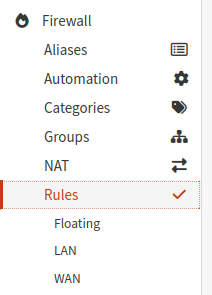 Firewall
Aliases
Automation
Categories
Groups
NAT
Rules
Floating
LAN
WAN